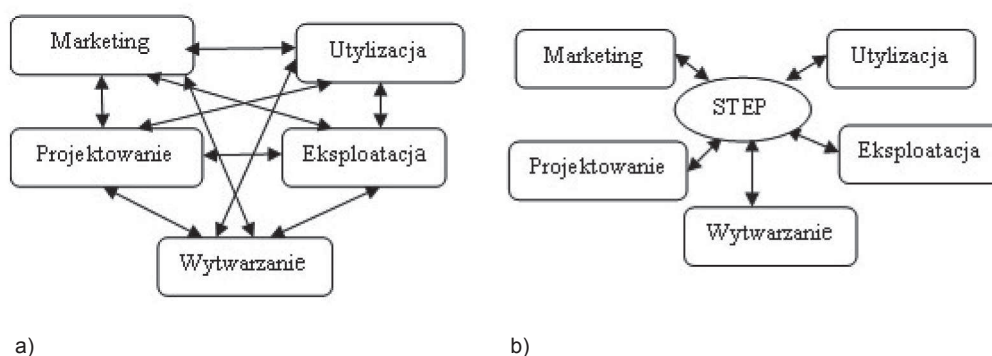 Marketing
Utylizacja
Projektowanie
Eksploatacja
Wytwarzanie
a)
Marketing
Utylizacja
STEP
Projektowanie
Eksploatacja
Wytwarzanie
b)